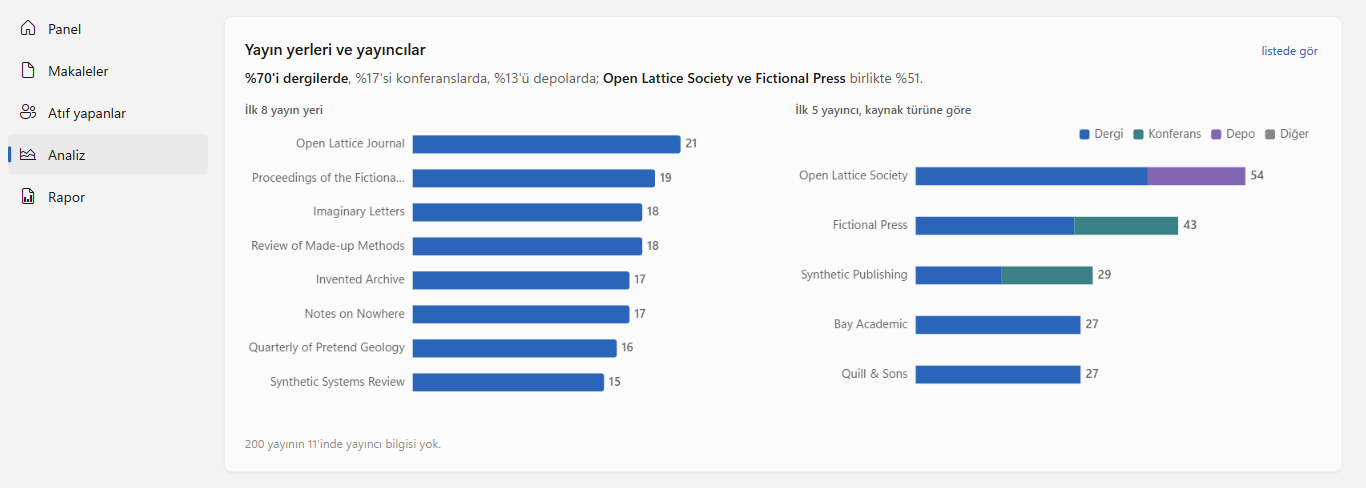 Panel
Makaleler
Atıf yapanlar
Analiz
Rapor
Yayın yerleri ve yayıncılar
listede gör
%70'i dergilerde, %17'si konferanslarda, %13'ü depolarda; Open Lattice Society ve Fictional Press birlikte %51.
İlk 8 yayın yeri
Open Lattice Journal 21
Proceedings of the Fictiona... 19
Imaginary Letters 18
Review of Made-up Methods 18
Invented Archive 17
Notes on Nowhere 17
Quarterly of Pretend Geology 16
Synthetic Systems Review 15
İlk 5 yayıncı, kaynak türüne göre
Dergi Konferans Depo Diğer
Open Lattice Society 54
Fictional Press 43
Synthetic Publishing 29
Bay Academic 27
Quill & Sons 27
200 yayının 11'inde yayıncı bilgisi yok.